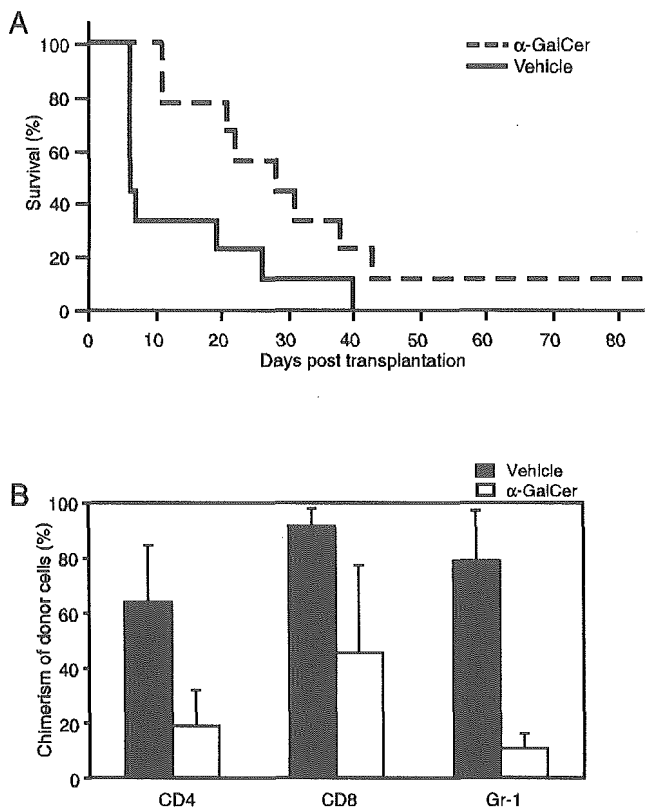 A
100
80
60
40
20
0
Survival (%)
α-GalCer
Vehicle
0 10 20 30 40 50 60 70 80
Days post transplantation
B
Vehicle
α-GalCer
100
80
60
40
20
0
Chimerism of donor cells (%)
CD4 CD8 Gr-1